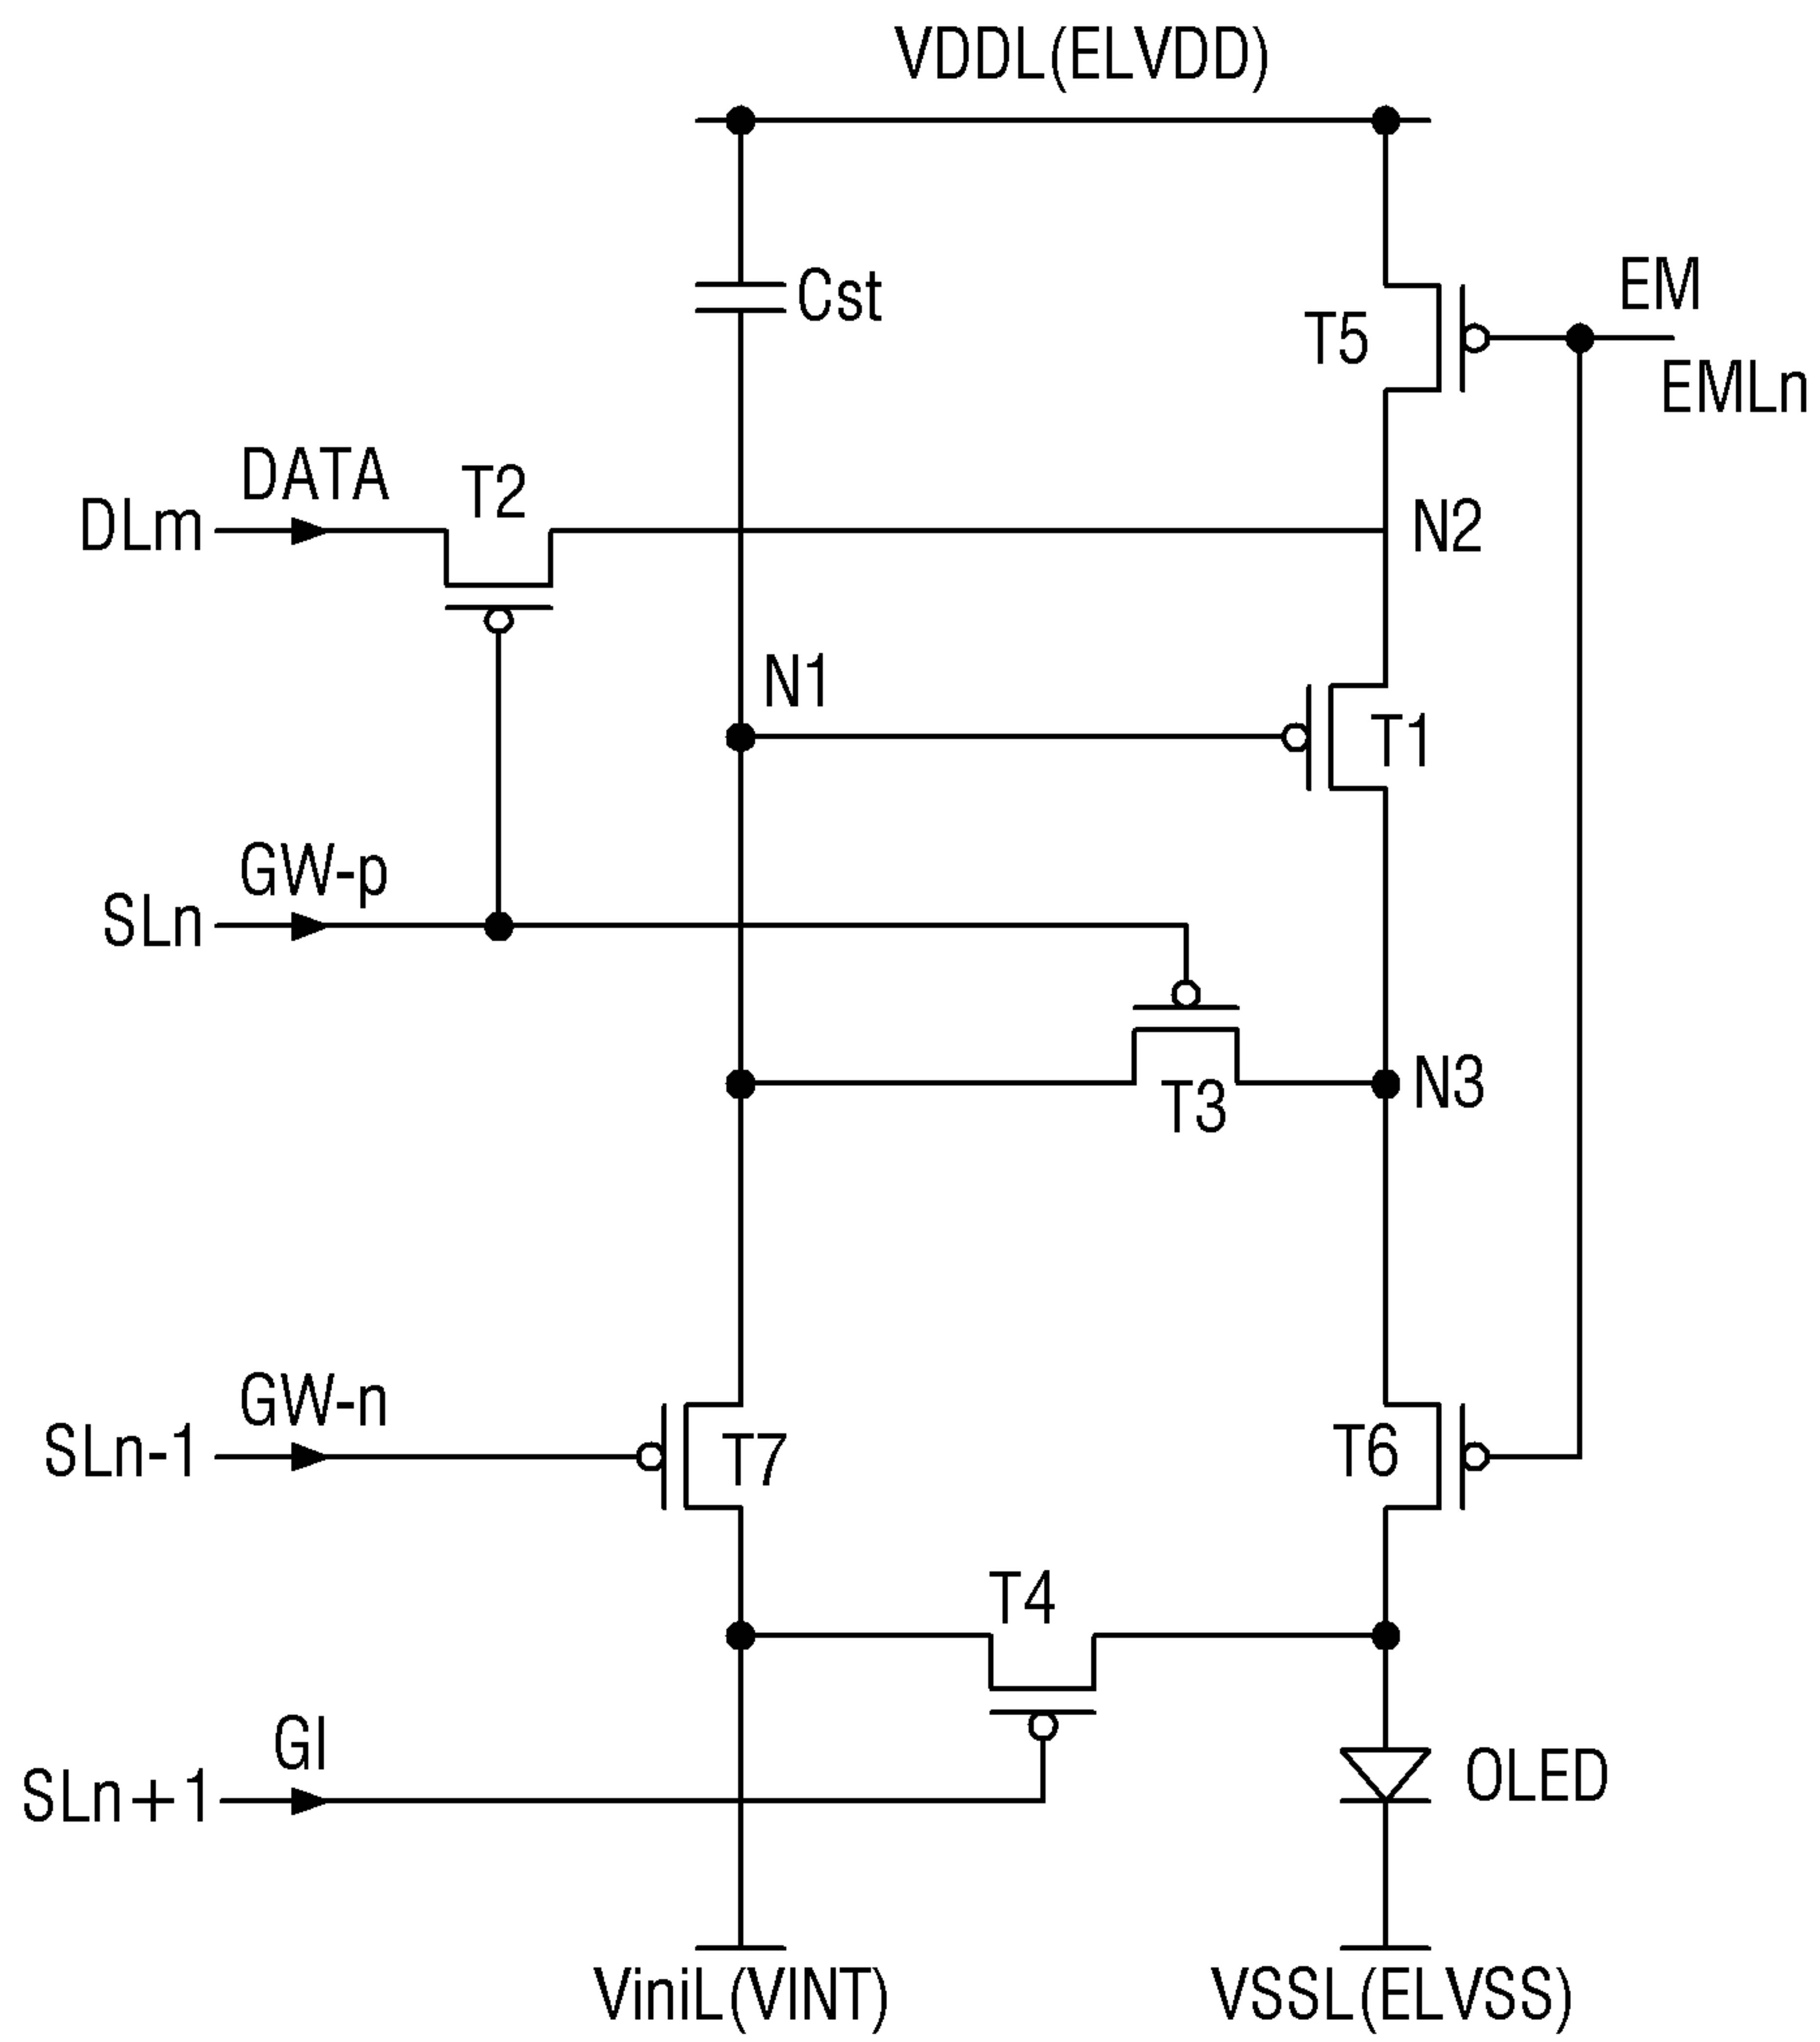 VDDL(ELVDD)
Cst
EM
T5
EMLn
DATA
T2
DLm
N2
N1
T1
GW-p
SLn
N3
T3
GW-n
SLn-1
T7
T6
T4
GI
SLn+1
OLED
ViniL(VINT)
VSSL(ELVSS)